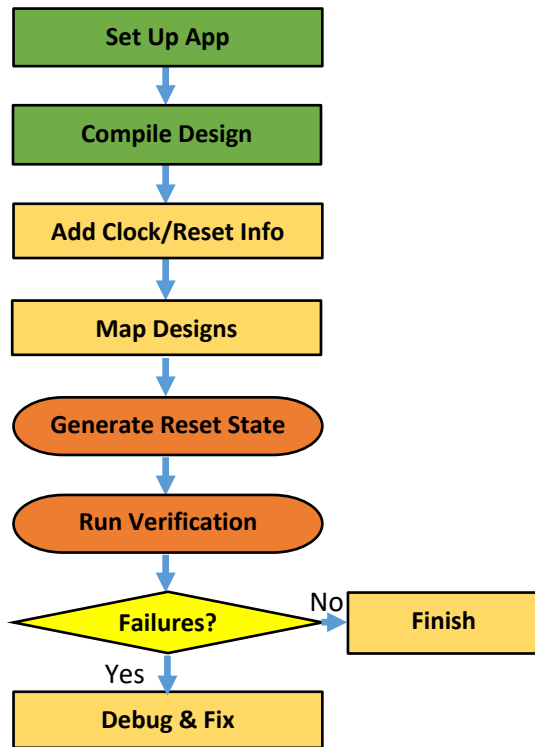 Set Up App
Compile Design
Add Clock/Reset Info
Map Designs
Generate Reset State
Run Verification
Failures?
No
Finish
Yes
Debug & Fix